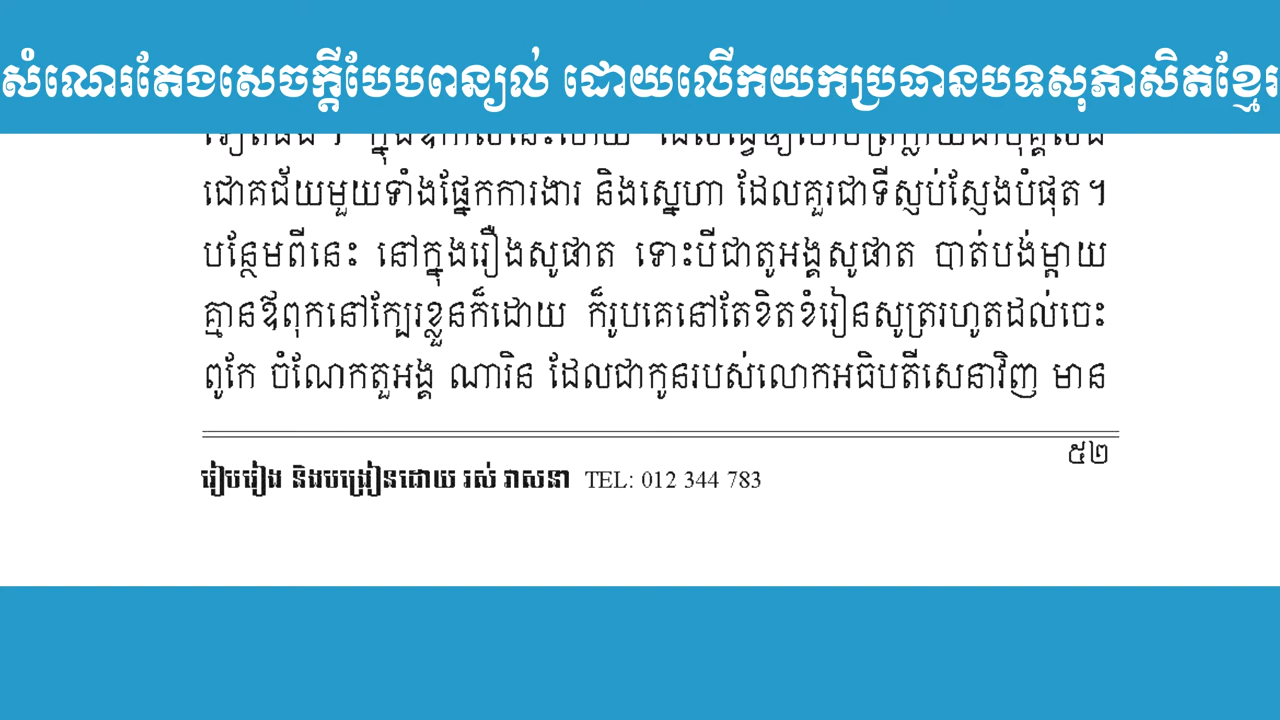 សំណេរតែងសេចក្ដីបែបពន្យល់ ដោយលើកយកប្រធានបទសុភាសិតខ្មែរ
ជោគជ័យមួយទាំងផ្នែកការងារ និងស្នេហា ដែលគួរជាទីស្ញប់ស្ញែងបំផុត។
បន្ថែមពីនេះ នៅក្នុងរឿងសូផាត ទោះបីជាតួអង្គសូផាត បាត់បង់ម្ដាយ
គ្មានឪពុកនៅក្បែរខ្លួនក៏ដោយ ក៏រូបគេនៅតែខិតខំរៀនសូត្ររហូតដល់ចេះ
ពូកែ ចំណែកតួអង្គ ណារិន ដែលជាកូនរបស់លោកអធិបតីសេនាវិញ មាន
៥២
រៀបរៀង និងបង្រៀនដោយ រស់ វាសនា TEL: 012 344 783